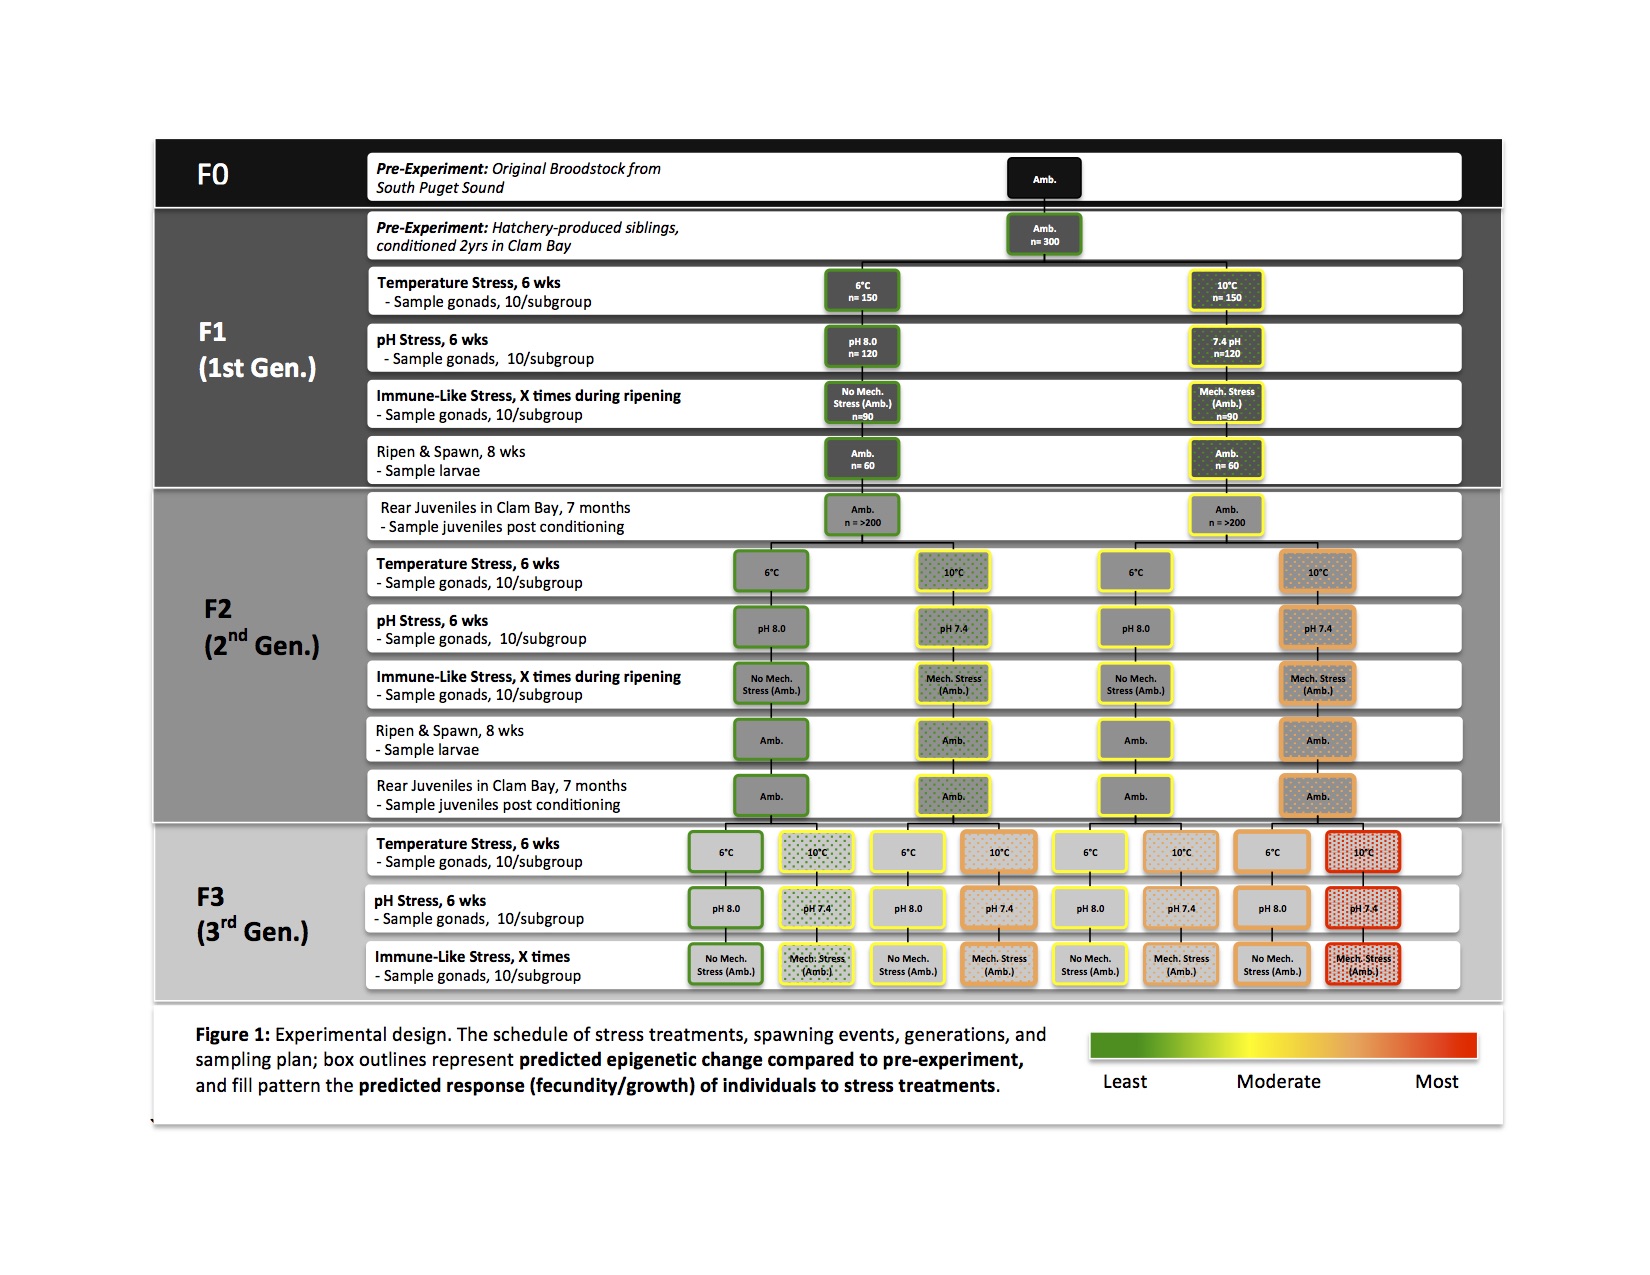 F0
Pre-Experiment: Original Broodstock from
South Puget Sound
Amb.
F1
(1st Gen.)
Pre-Experiment: Hatchery-produced siblings,
conditioned 2yrs in Clam Bay
Amb.
n= 300
Temperature Stress, 6 wks
- Sample gonads, 10/subgroup
6°C
n= 150
10°C
n= 150
pH Stress, 6 wks
- Sample gonads, 10/subgroup
pH 8.0
n= 120
7.4 pH
n=120
Immune-Like Stress, X times during ripening
- Sample gonads, 10/subgroup
No Mech.
Stress (Amb.)
n=90
Mech. Stress
(Amb.)
n=90
Ripen & Spawn, 8 wks
- Sample larvae
Amb.
n= 60
Amb.
n= 60
F2
(2nd Gen.)
Rear Juveniles in Clam Bay, 7 months
- Sample juveniles post conditioning
Amb.
n = >200
Amb.
n = >200
Temperature Stress, 6 wks
- Sample gonads, 10/subgroup
6°C
10°C
6°C
10°C
pH Stress, 6 wks
- Sample gonads, 10/subgroup
pH 8.0
pH 7.4
pH 8.0
pH 7.4
Immune-Like Stress, X times during ripening
- Sample gonads, 10/subgroup
No Mech.
Stress (Amb.)
Mech. Stress
(Amb.)
No Mech.
Stress (Amb.)
Mech. Stress
(Amb.)
Ripen & Spawn, 8 wks
- Sample larvae
Amb.
Amb.
Amb.
Amb.
Rear Juveniles in Clam Bay, 7 months
- Sample juveniles post conditioning
Amb.
Amb.
Amb.
Amb.
F3
(3rd Gen.)
Temperature Stress, 6 wks
- Sample gonads, 10/subgroup
6°C
10°C
6°C
10°C
6°C
10°C
6°C
10°C
pH Stress, 6 wks
- Sample gonads, 10/subgroup
pH 8.0
pH 7.4
pH 8.0
pH 7.4
pH 8.0
pH 7.4
pH 8.0
pH 7.4
Immune-Like Stress, X times
- Sample gonads, 10/subgroup
No Mech.
Stress (Amb.)
Mech. Stress
(Amb.)
No Mech.
Stress (Amb.)
Mech. Stress
(Amb.)
No Mech.
Stress (Amb.)
Mech. Stress
(Amb.)
No Mech.
Stress (Amb.)
Mech. Stress
(Amb.)
Figure 1: Experimental design. The schedule of stress treatments, spawning events, generations, and
sampling plan; box outlines represent predicted epigenetic change compared to pre-experiment,
and fill pattern the predicted response (fecundity/growth) of individuals to stress treatments.
Least
Moderate
Most